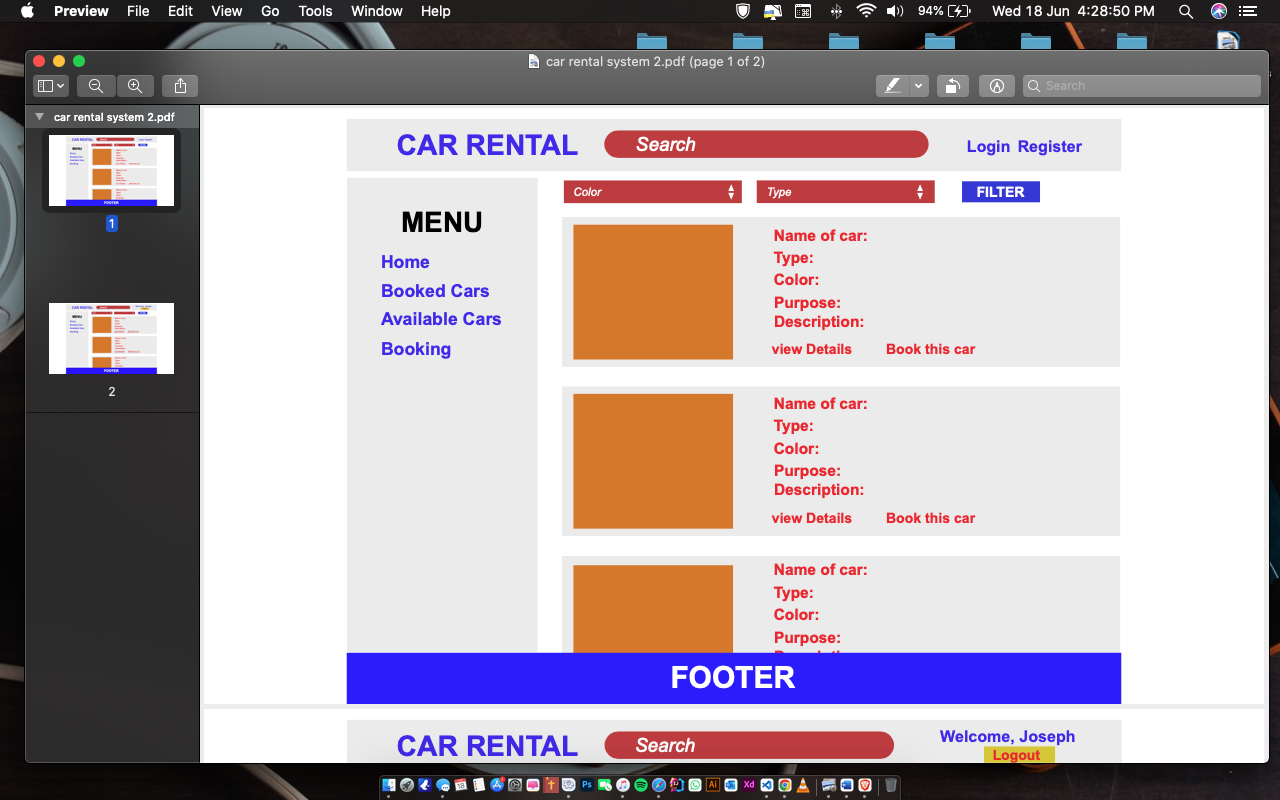 Preview File Edit View Go Tools Window Help 94% Wed 18 Jun 4:28:50 PM
car rental system 2.pdf (page 1 of 2)
Search
car rental system 2.pdf
1
2
CAR RENTAL Search Login Register
MENU
Home
Booked Cars
Available Cars
Booking
Color Type FILTER
Name of car:
Type:
Color:
Purpose:
Description:
view Details Book this car
Name of car:
Type:
Color:
Purpose:
Description:
view Details Book this car
Name of car:
Type:
Color:
Purpose:
FOOTER
CAR RENTAL Search Welcome, Joseph
Logout